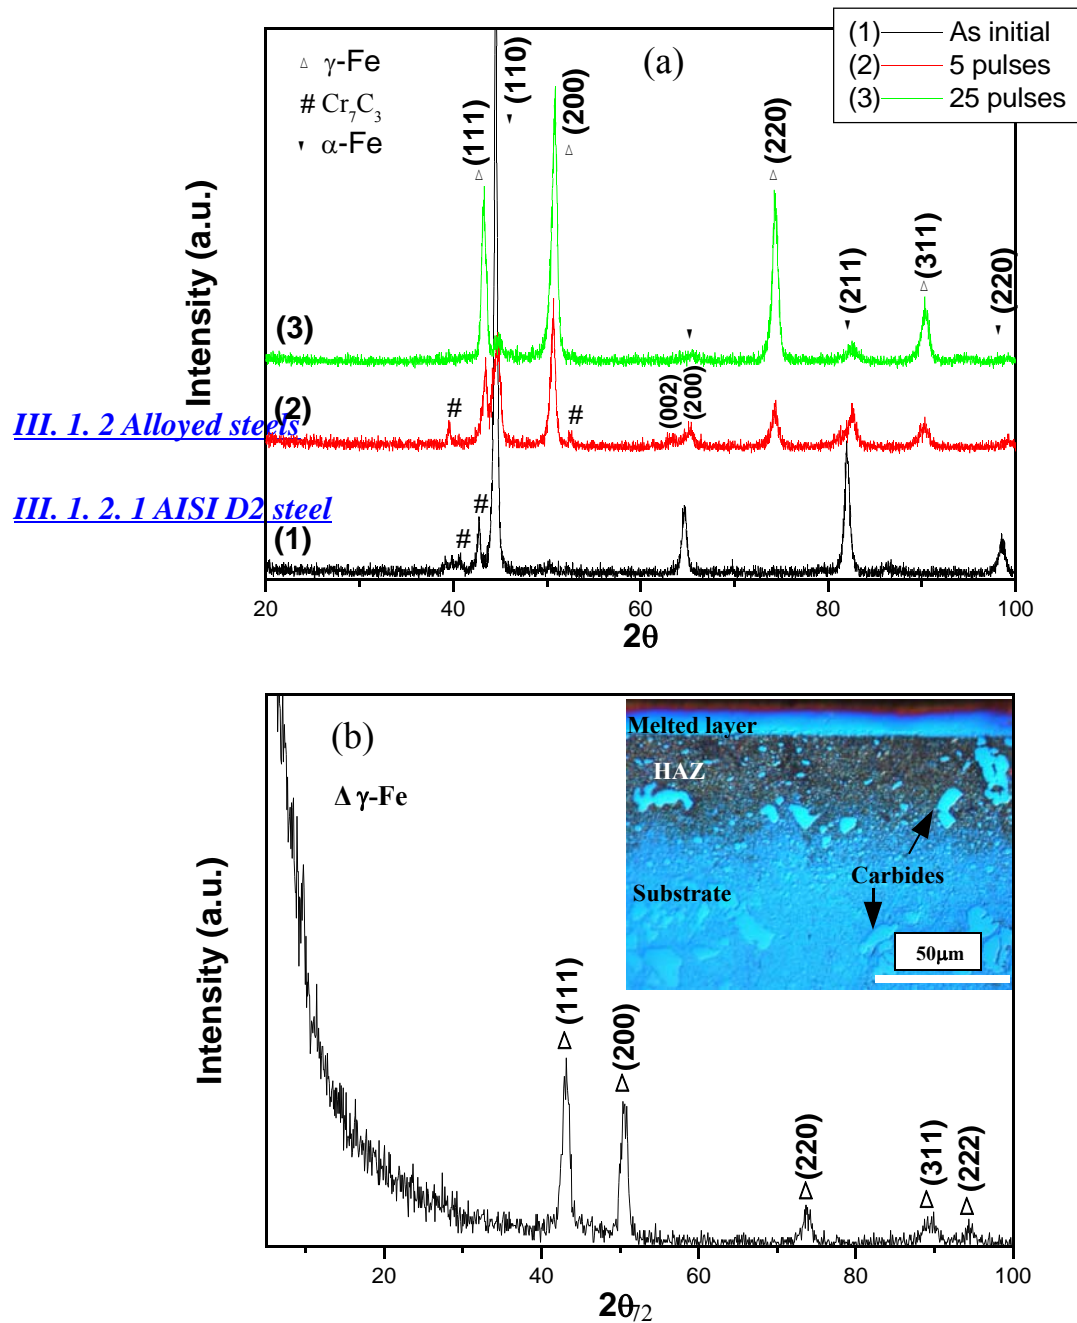 (1) As initial
(2) 5 pulses
(3) 25 pulses
(a)
△ γ-Fe
# Cr7C3
▼ α-Fe
(111)
(110)
(200)
(220)
(211)
(311)
(220)
(002)
(200)
(3)
(2)
(1)
#
#
#
#
Intensity (a.u.)
III. 1. 2 Alloyed steels
III. 1. 2. 1 AISI D2 steel
20 40 60 80 100
2θ
(b)
Δ γ-Fe
Melted layer
HAZ
Carbides
Substrate
50μm
Intensity (a.u.)
(111)
(200)
(220)
(311)
(222)
20 40 60 80 100
2θ
72